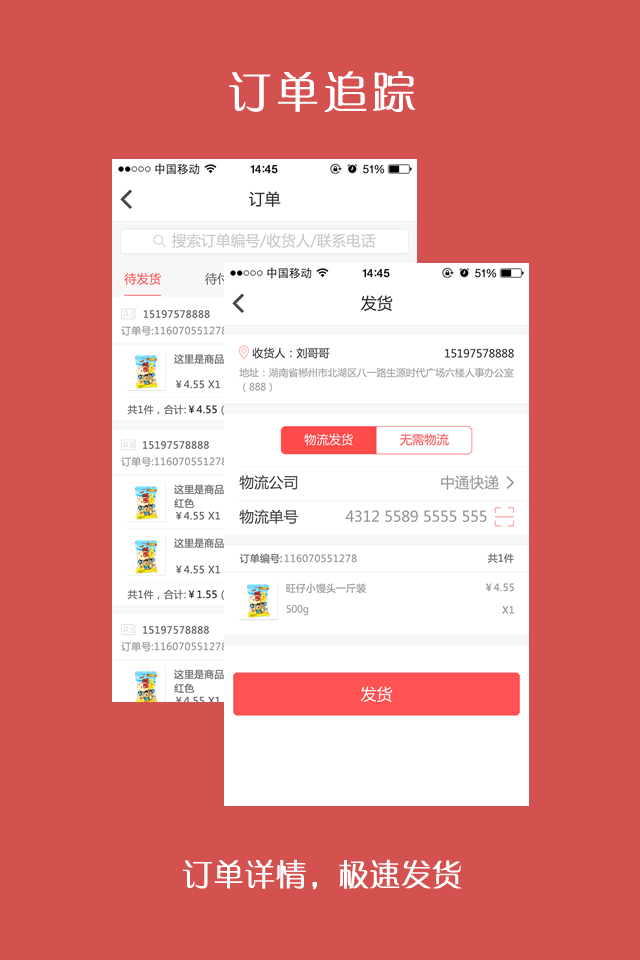 订单追踪
中国移动 14:45 51%
订单
搜索订单编号/收货人/联系电话
待发货 待
15197578888
订单号:116070551278
这里是商品
￥4.55 X1
共1件，合计:￥4.55
15197578888
订单号:116070551278
这里是商品
红色
￥4.55 X1
这里是商品
￥4.55 X1
共1件，合计:￥1.55
15197578888
订单号:116070551278
这里是商品
红色
￥4.55 X1
中国移动 14:45 51%
发货
收货人：刘哥哥 15197578888
地址：湖南省郴州市北湖区八一路生源时代广场六楼人事办公室
（888）
物流发货 无需物流
物流公司 中通快递
物流单号 4312 5589 5555 555
订单编号:116070551278 共1件
旺仔小馒头一斤装 ￥4.55
500g X1
发货
订单详情，极速发货